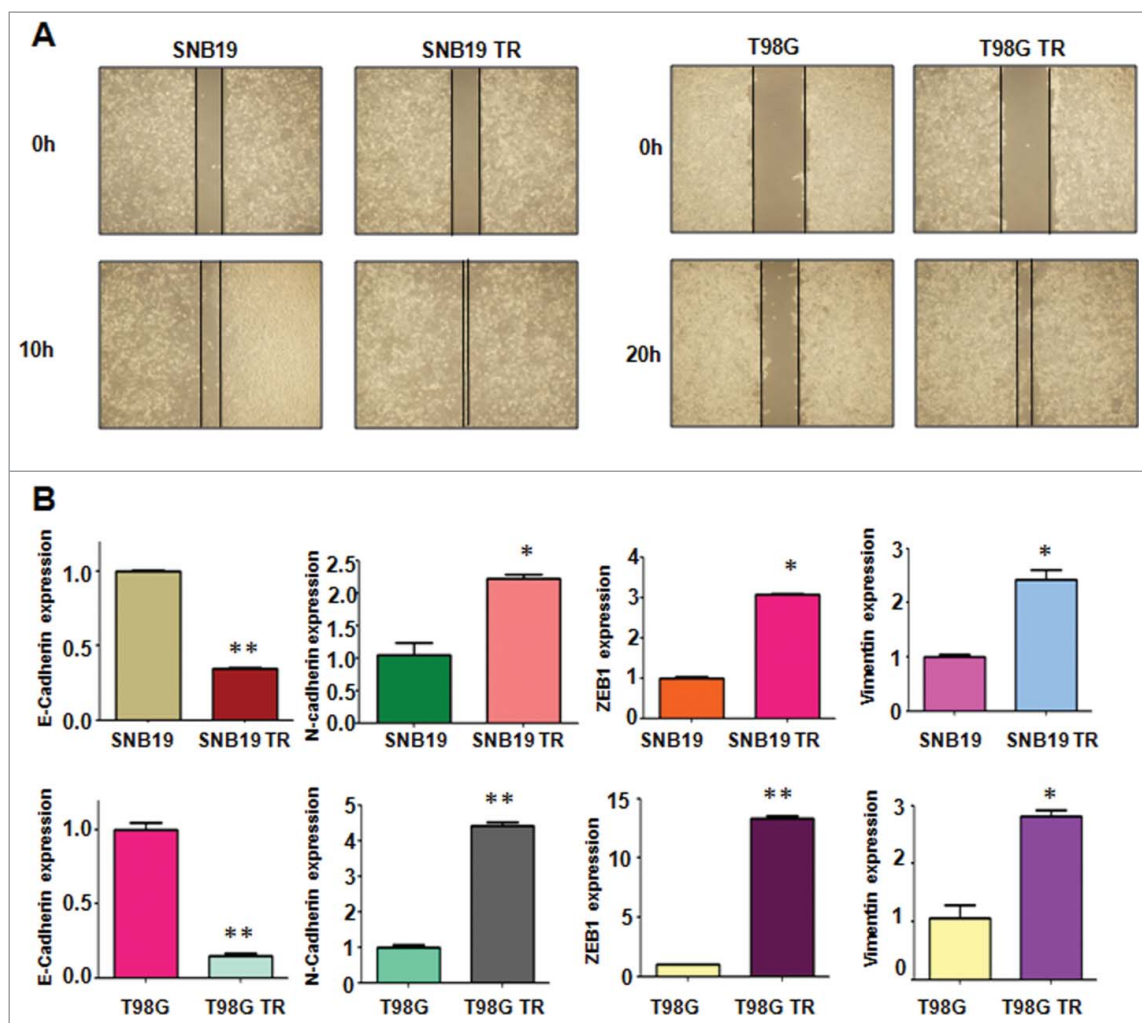 A
SNB19 SNB19 TR T98G T98G TR
0h 0h
10h 20h
B
E-Cadherin expression
1.0
0.5
0.0
**
SNB19 SNB19 TR
N-cadherin expression
2.5
2.0
1.5
1.0
0.5
0.0
*
SNB19 SNB19 TR
ZEB1 expression
4
3
2
1
0
*
SNB19 SNB19 TR
Vimentin expression
3
2
1
0
*
SNB19 SNB19 TR
E-Cadherin expression
1.0
0.5
0.0
**
T98G T98G TR
N-Cadherin expression
5
4
3
2
1
0
**
T98G T98G TR
ZEB1 expression
15
10
5
0
**
T98G T98G TR
Vimentin expression
3
2
1
0
*
T98G T98G TR